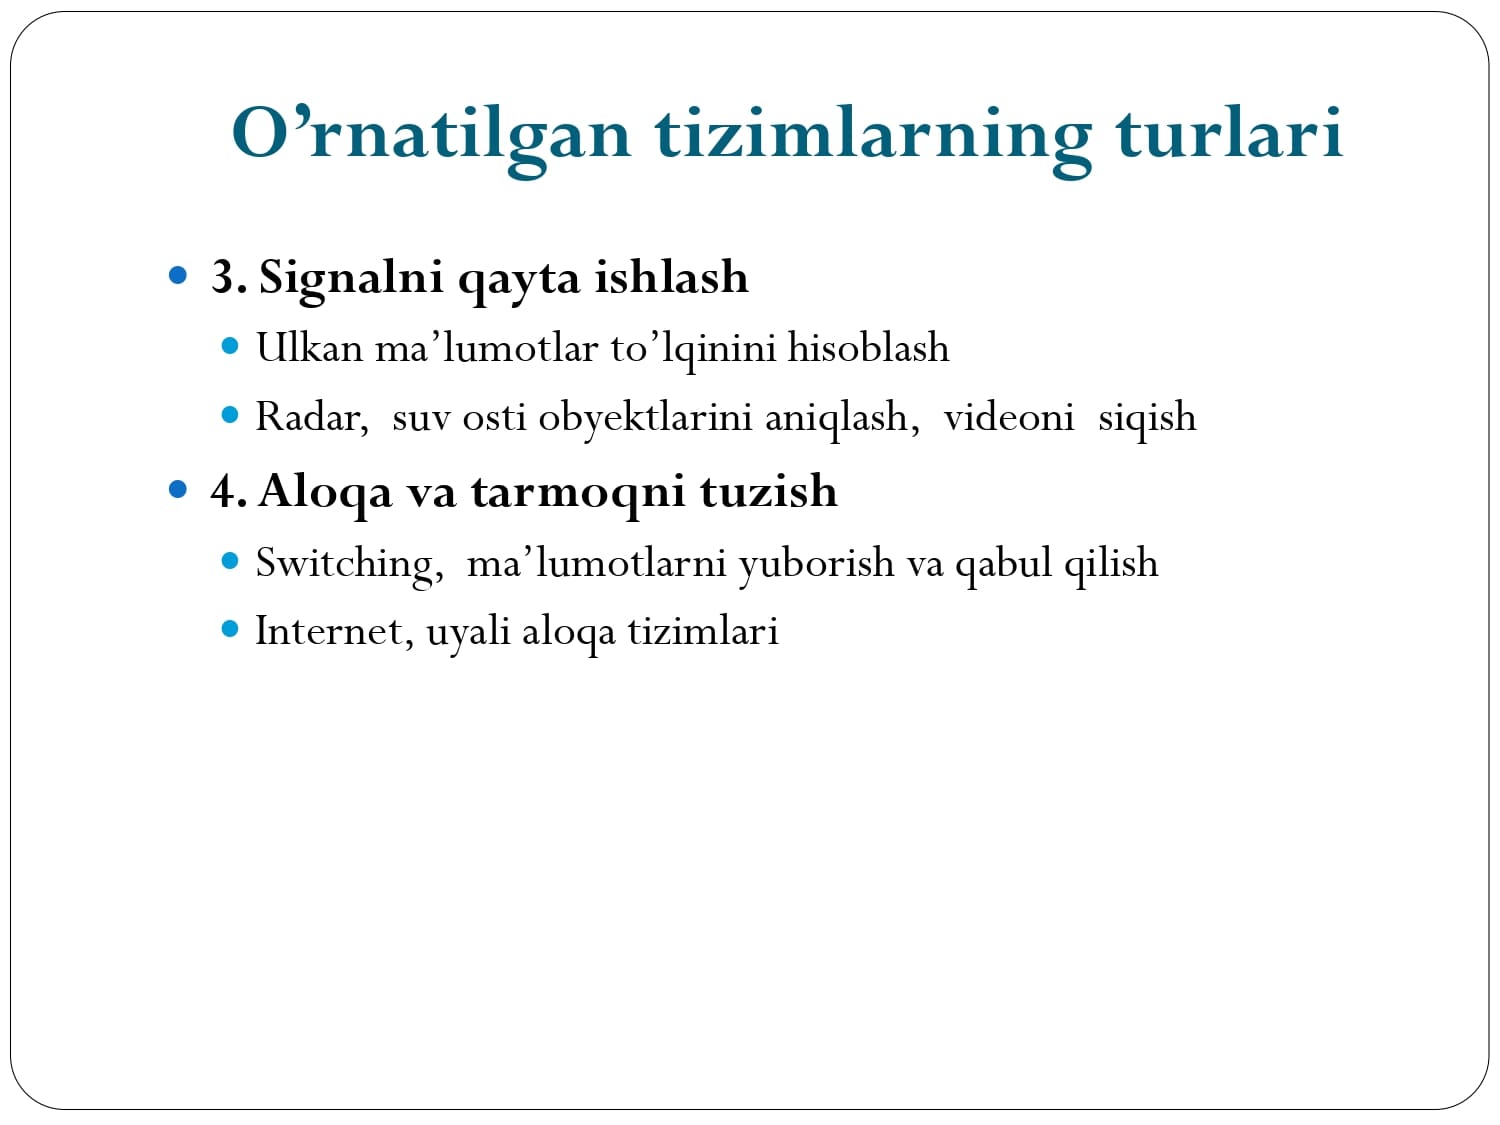 O’rnatilgan tizimlarning turlari
• 3. Signalni qayta ishlash
• Ulkan ma’lumotlar to’lqinini hisoblash
• Radar, suv osti obyektlarini aniqlash, videoni siqish
• 4. Aloqa va tarmoqni tuzish
• Switching, ma’lumotlarni yuborish va qabul qilish
• Internet, uyali aloqa tizimlari